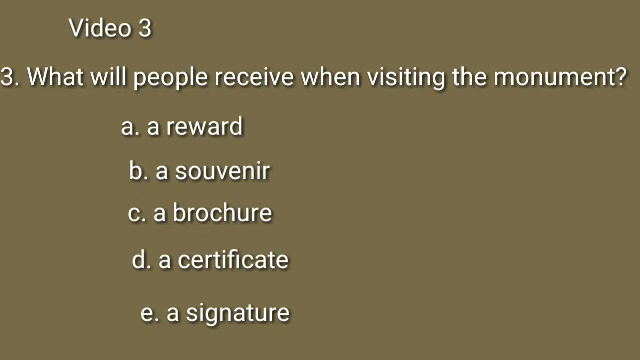 Video 3
3. What will people receive when visiting the monument?
a. a reward
b. a souvenir
c. a brochure
d. a certificate
e. a signature